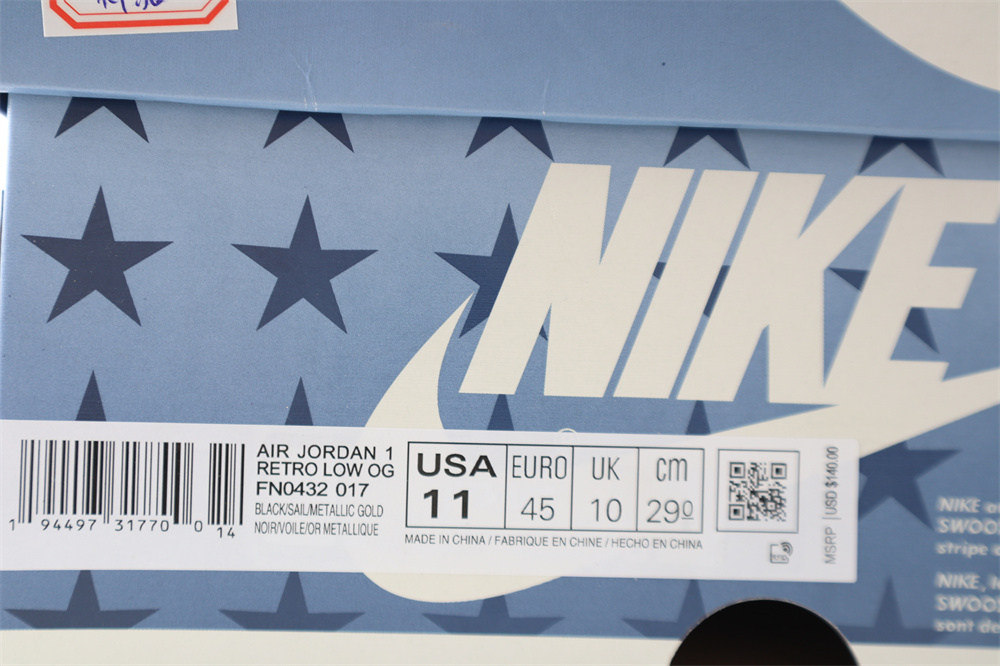 NIKE
AIR JORDAN 1
RETRO LOW OG
FN0432 017
BLACK/SAIL/METALLIC GOLD
NOIR/VOILE/OR METALLIQUE
USA EURO UK cm
11 45 10 29º
MADE IN CHINA / FABRIQUE EN CHINE / HECHO EN CHINA
1 94497 31770 0 14
MSRP | USD $140.00
NIKE
SWOO
stripe
NIKE,
SWOO
sont de